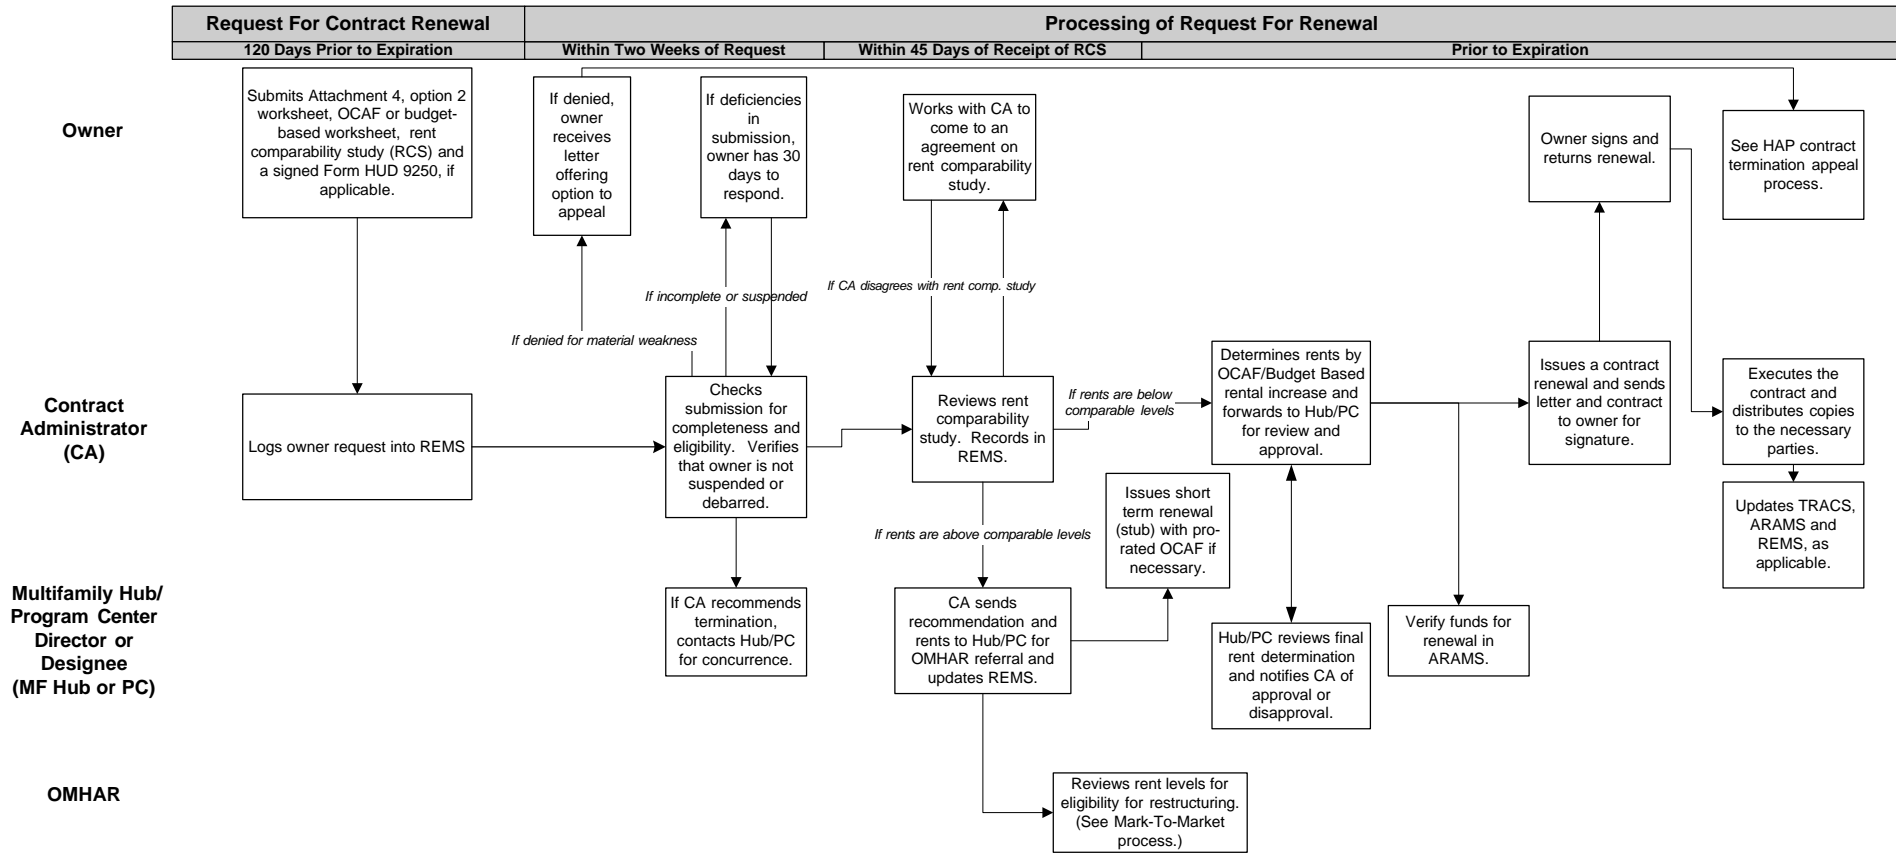 Request For Contract Renewal
Processing of Request For Renewal
120 Days Prior to Expiration
Within Two Weeks of Request
Within 45 Days of Receipt of RCS
Prior to Expiration
Owner
Submits Attachment 4, option 2
worksheet, OCAF or budget-
based worksheet, rent
comparability study (RCS) and
a signed Form HUD 9250, if
applicable.
If denied,
owner
receives
letter
offering
option to
appeal
If deficiencies
in
submission,
owner has 30
days to
respond.
Works with CA to
come to an
agreement on
rent comparability
study.
Owner signs and
returns renewal.
See HAP contract
termination appeal
process.
If incomplete or suspended
If CA disagrees with rent comp. study
If denied for material weakness
Contract
Administrator
(CA)
Logs owner request into REMS
Checks
submission for
completeness and
eligibility. Verifies
that owner is not
suspended or
debarred.
Reviews rent
comparability
study. Records in
REMS.
If rents are below
comparable levels
Determines rents by
OCAF/Budget Based
rental increase and
forwards to Hub/PC
for review and
approval.
Issues a contract
renewal and sends
letter and contract
to owner for
signature.
Executes the
contract and
distributes copies
to the necessary
parties.
If rents are above comparable levels
Issues short
term renewal
(stub) with pro-
rated OCAF if
necessary.
Updates TRACS,
ARAMS and
REMS, as
applicable.
Multifamily Hub/
Program Center
Director or
Designee
(MF Hub or PC)
If CA recommends
termination,
contacts Hub/PC
for concurrence.
CA sends
recommendation and
rents to Hub/PC for
OMHAR referral and
updates REMS.
Hub/PC reviews final
rent determination
and notifies CA of
approval or
disapproval.
Verify funds for
renewal in
ARAMS.
OMHAR
Reviews rent levels for
eligibility for restructuring.
(See Mark-To-Market
process.)